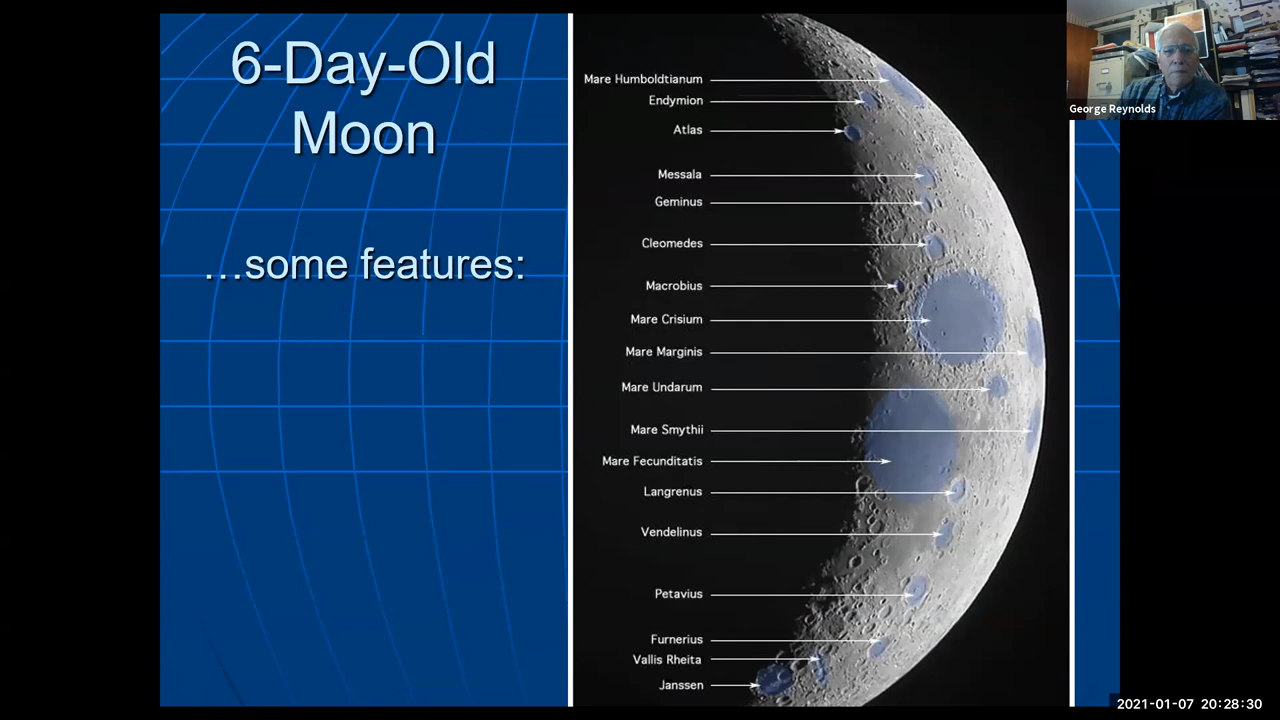 6-Day-Old
Moon
…some features:
Mare Humboldtianum
Endymion
Atlas
Messala
Geminus
Cleomedes
Macrobius
Mare Crisium
Mare Marginis
Mare Undarum
Mare Smythii
Mare Fecunditatis
Langrenus
Vendelinus
Petavius
Furnerius
Vallis Rheita
Janssen
George Reynolds
2021-01-07 20:28:30